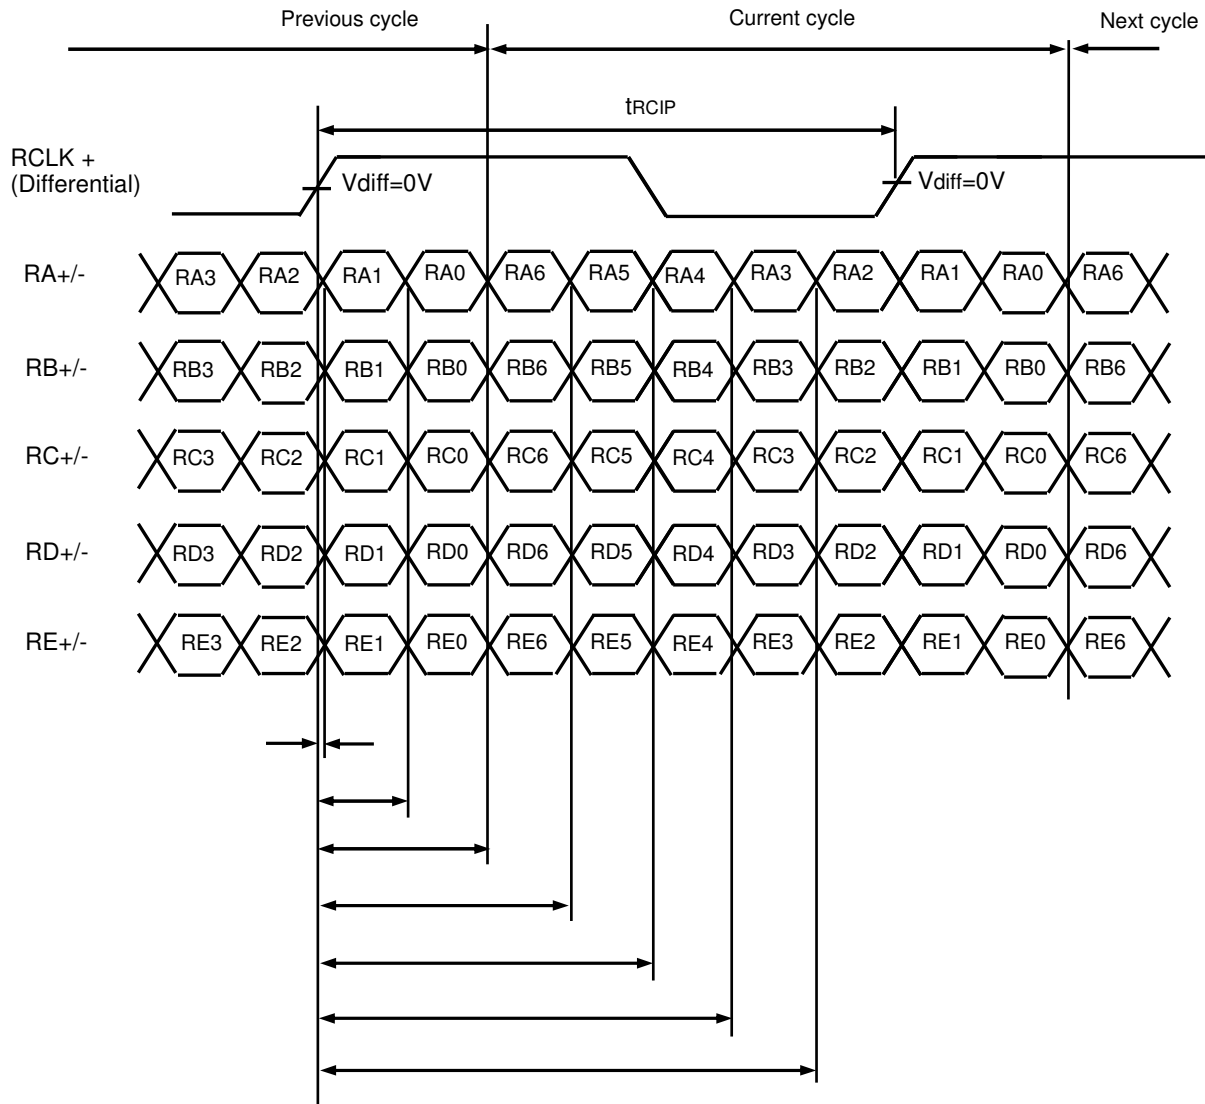 Previous cycle Current cycle Next cycle
tRCIP
RCLK +
(Differential)
Vdiff=0V Vdiff=0V
RA+/- RA3 RA2 RA1 RA0 RA6 RA5 RA4 RA3 RA2 RA1 RA0 RA6
RB+/- RB3 RB2 RB1 RB0 RB6 RB5 RB4 RB3 RB2 RB1 RB0 RB6
RC+/- RC3 RC2 RC1 RC0 RC6 RC5 RC4 RC3 RC2 RC1 RC0 RC6
RD+/- RD3 RD2 RD1 RD0 RD6 RD5 RD4 RD3 RD2 RD1 RD0 RD6
RE+/- RE3 RE2 RE1 RE0 RE6 RE5 RE4 RE3 RE2 RE1 RE0 RE6